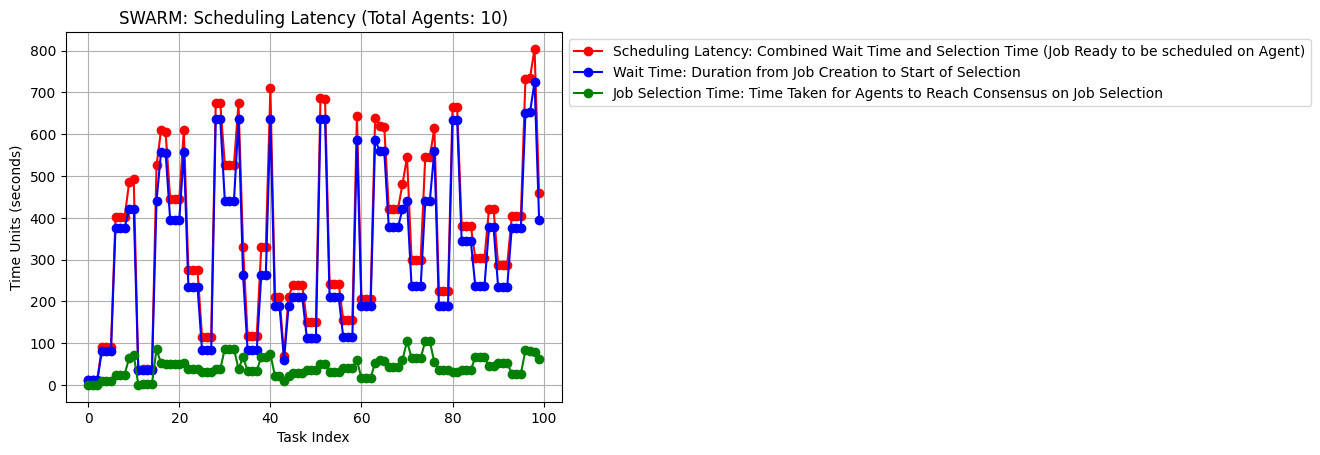 SWARM: Scheduling Latency (Total Agents: 10)
Scheduling Latency: Combined Wait Time and Selection Time (Job Ready to be scheduled on Agent)
Wait Time: Duration from Job Creation to Start of Selection
Job Selection Time: Time Taken for Agents to Reach Consensus on Job Selection
Time Units (seconds)
800
700
600
500
400
300
200
100
0
0 20 40 60 80 100
Task Index